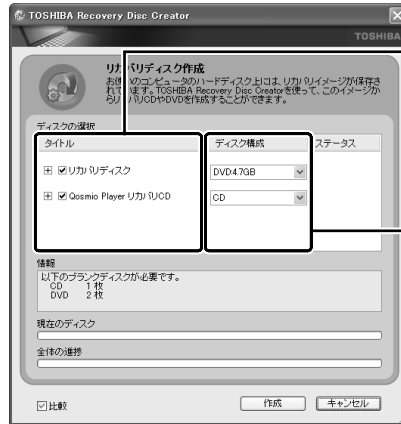 TOSHIBA Recovery Disc Creator
TOSHIBA
リカバリディスク作成
お使いのコンピュータのハードディスク上には、リカバリイメージが保存さ
れています。TOSHIBA Recovery Disc Creatorを使って、このイメージか
らリカバリCDやDVDを作成することができます。
ディスクの選択
タイトル ディスク構成 ステータス
リカバリディスク DVD:4.7GB
Qosmio Player リカバリCD CD
情報
以下のブランクディスクが必要です。
CD 1 枚
DVD 2 枚
現在のディスク
全体の進捗
比較 作成 キャンセル